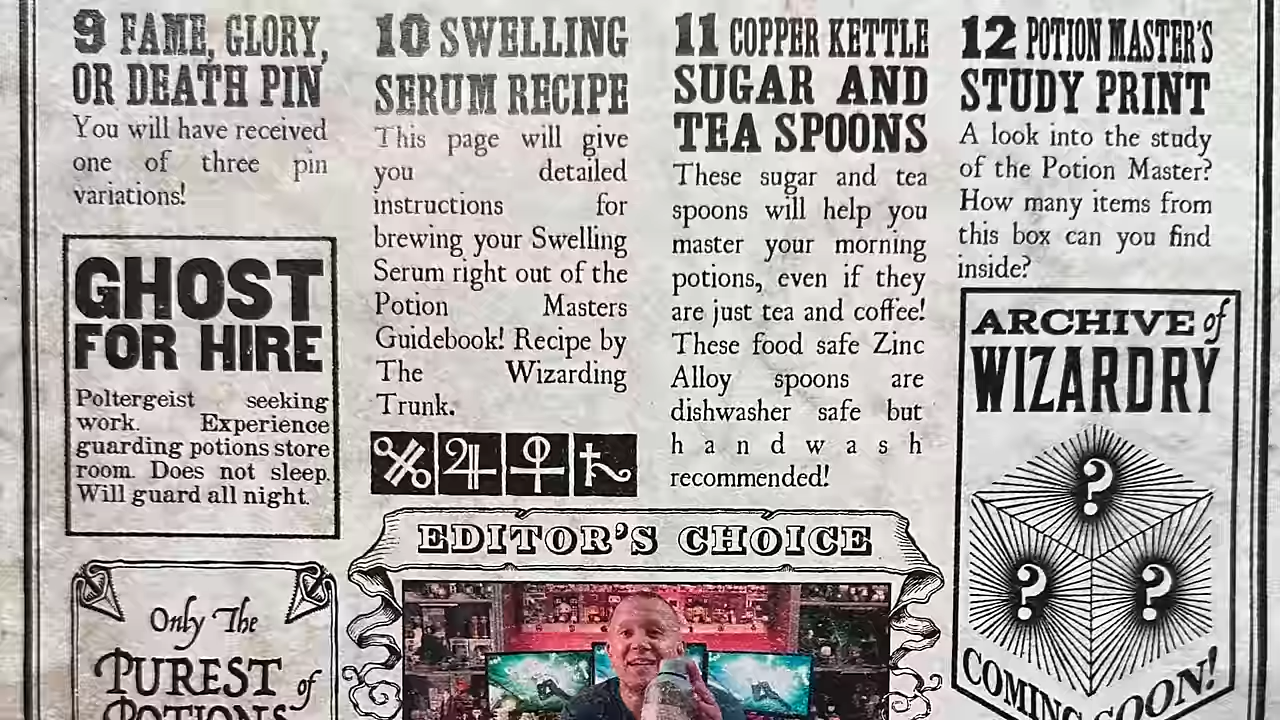 9 FAME, GLORY,
OR DEATH PIN
You will have received
one of three pin
variations!
GHOST
FOR HIRE
Poltergeist seeking
work. Experience
guarding potions store
room. Does not sleep.
Will guard all night.
Only The
PUREST of
POTIONS
10 SWELLING
SERUM RECIPE
This page will give
you detailed
instructions for
brewing your Swelling
Serum right out of the
Potion Masters
Guidebook! Recipe by
The Wizarding
Trunk.
11 COPPER KETTLE
SUGAR AND
TEA SPOONS
These sugar and tea
spoons will help you
master your morning
potions, even if they
are just tea and coffee!
These food safe Zinc
Alloy spoons are
dishwasher safe but
handwash
recommended!
EDITOR'S CHOICE
12 POTION MASTER'S
STUDY PRINT
A look into the study
of the Potion Master?
How many items from
this box can you find
inside?
ARCHIVE of
WIZARDRY
? ? ?
COMING SOON!